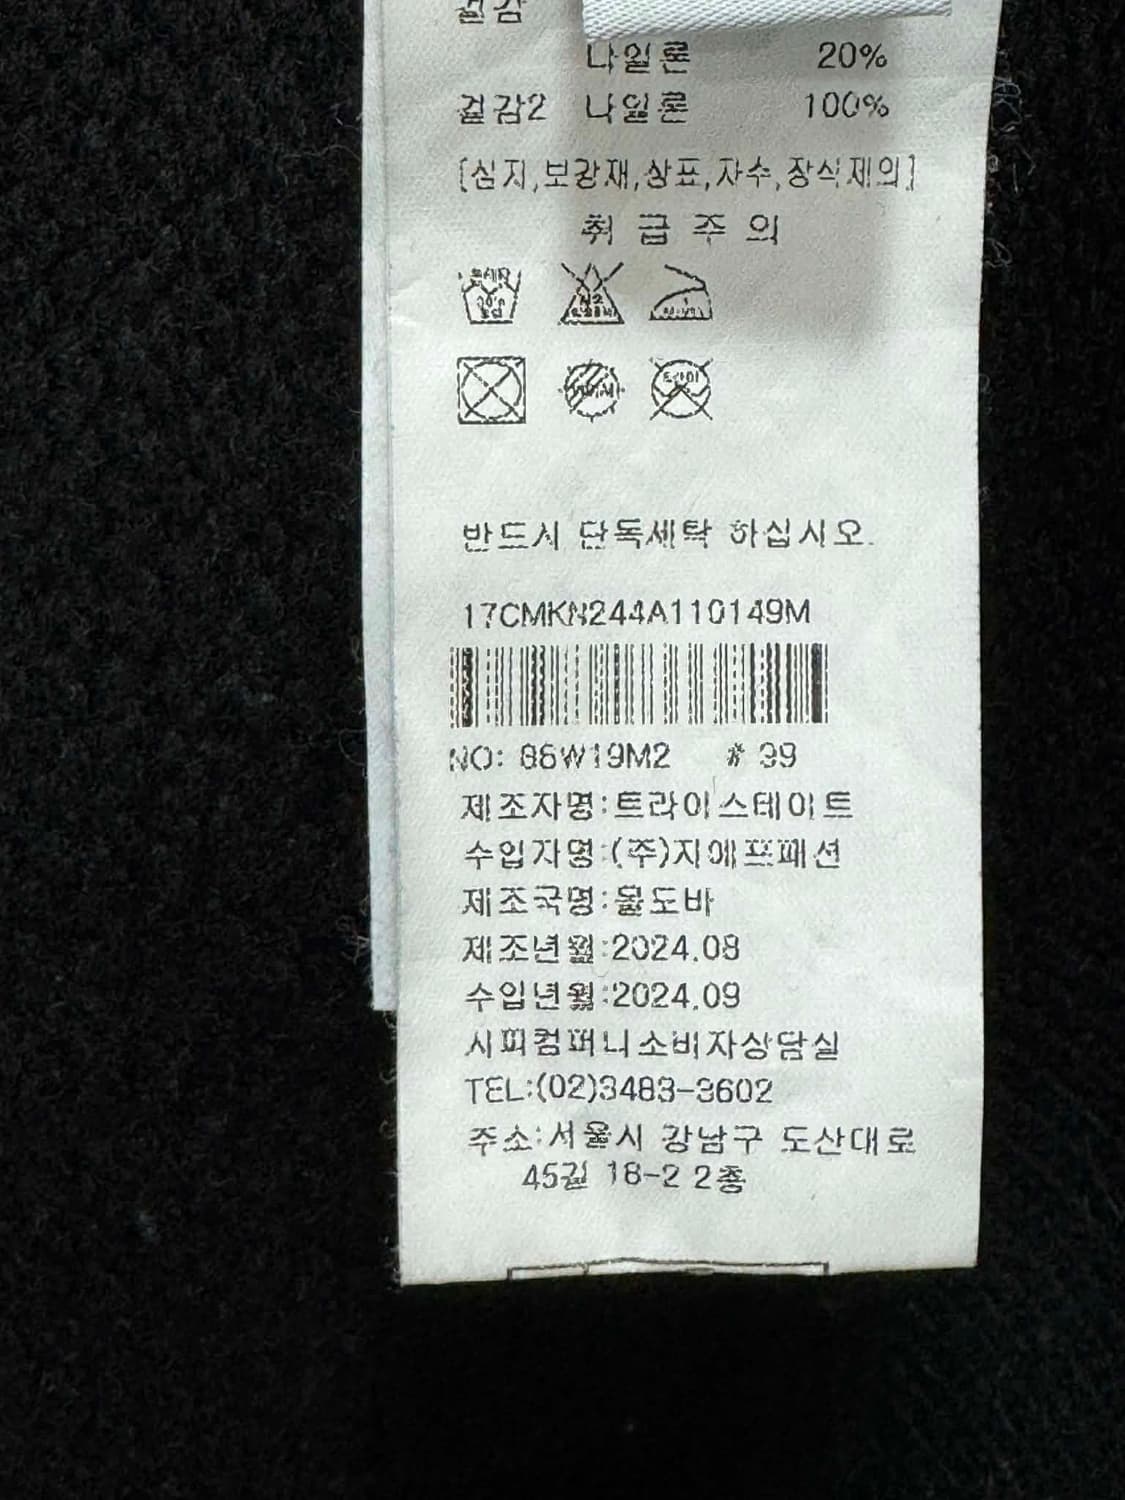 겉감
나일론 20%
겉감2 나일론 100%
[심지,보강재,상표,자수,장식제의]
취 급 주 의
반드시 단독세탁 하십시오.
17CMKN244A110149M
NO: 86W19M2 # 99
제조자명:트라이스테이트
수입자명:(주)지에프패션
제조국명:몰도바
제조년월:2024.08
수입년월:2024.09
시피컴퍼니소비자상담실
TEL:(02)3483-3602
주소:서울시 강남구 도산대로
45길 18-2 2층